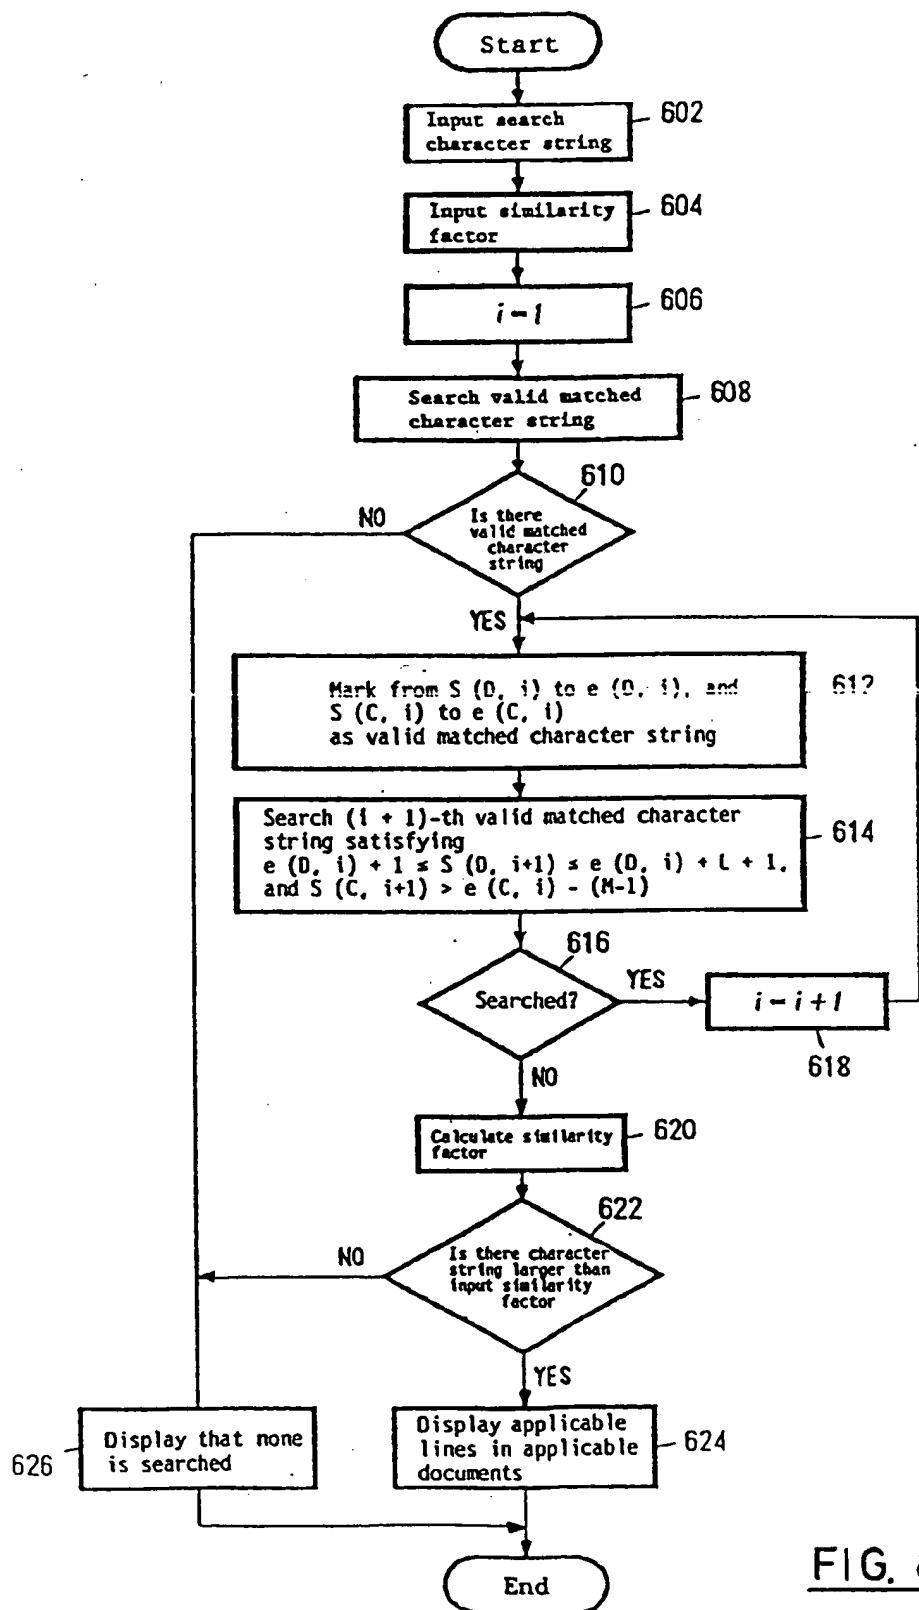 Start
Input search
character string
602
Input similarity
factor
604
i=1
606
Search valid matched
character string
608
610
Is there
valid matched
character
string
NO
YES
Mark from S (D, i) to e (D, i), and
S (C, i) to e (C, i)
as valid matched character string
612
Search (i + 1)-th valid matched character
string satisfying
e (D, i) + 1 ≤ S (D, i+1) ≤ e (D, i) + L + 1,
and S (C, i+1) > e (C, i) - (M-1)
614
616
Searched?
YES
i=i+1
618
NO
Calculate similarity
factor
620
622
Is there character
string larger than
input similarity
factor
NO
YES
Display that none
is searched
626
Display applicable
lines in applicable
documents
624
End
FIG.